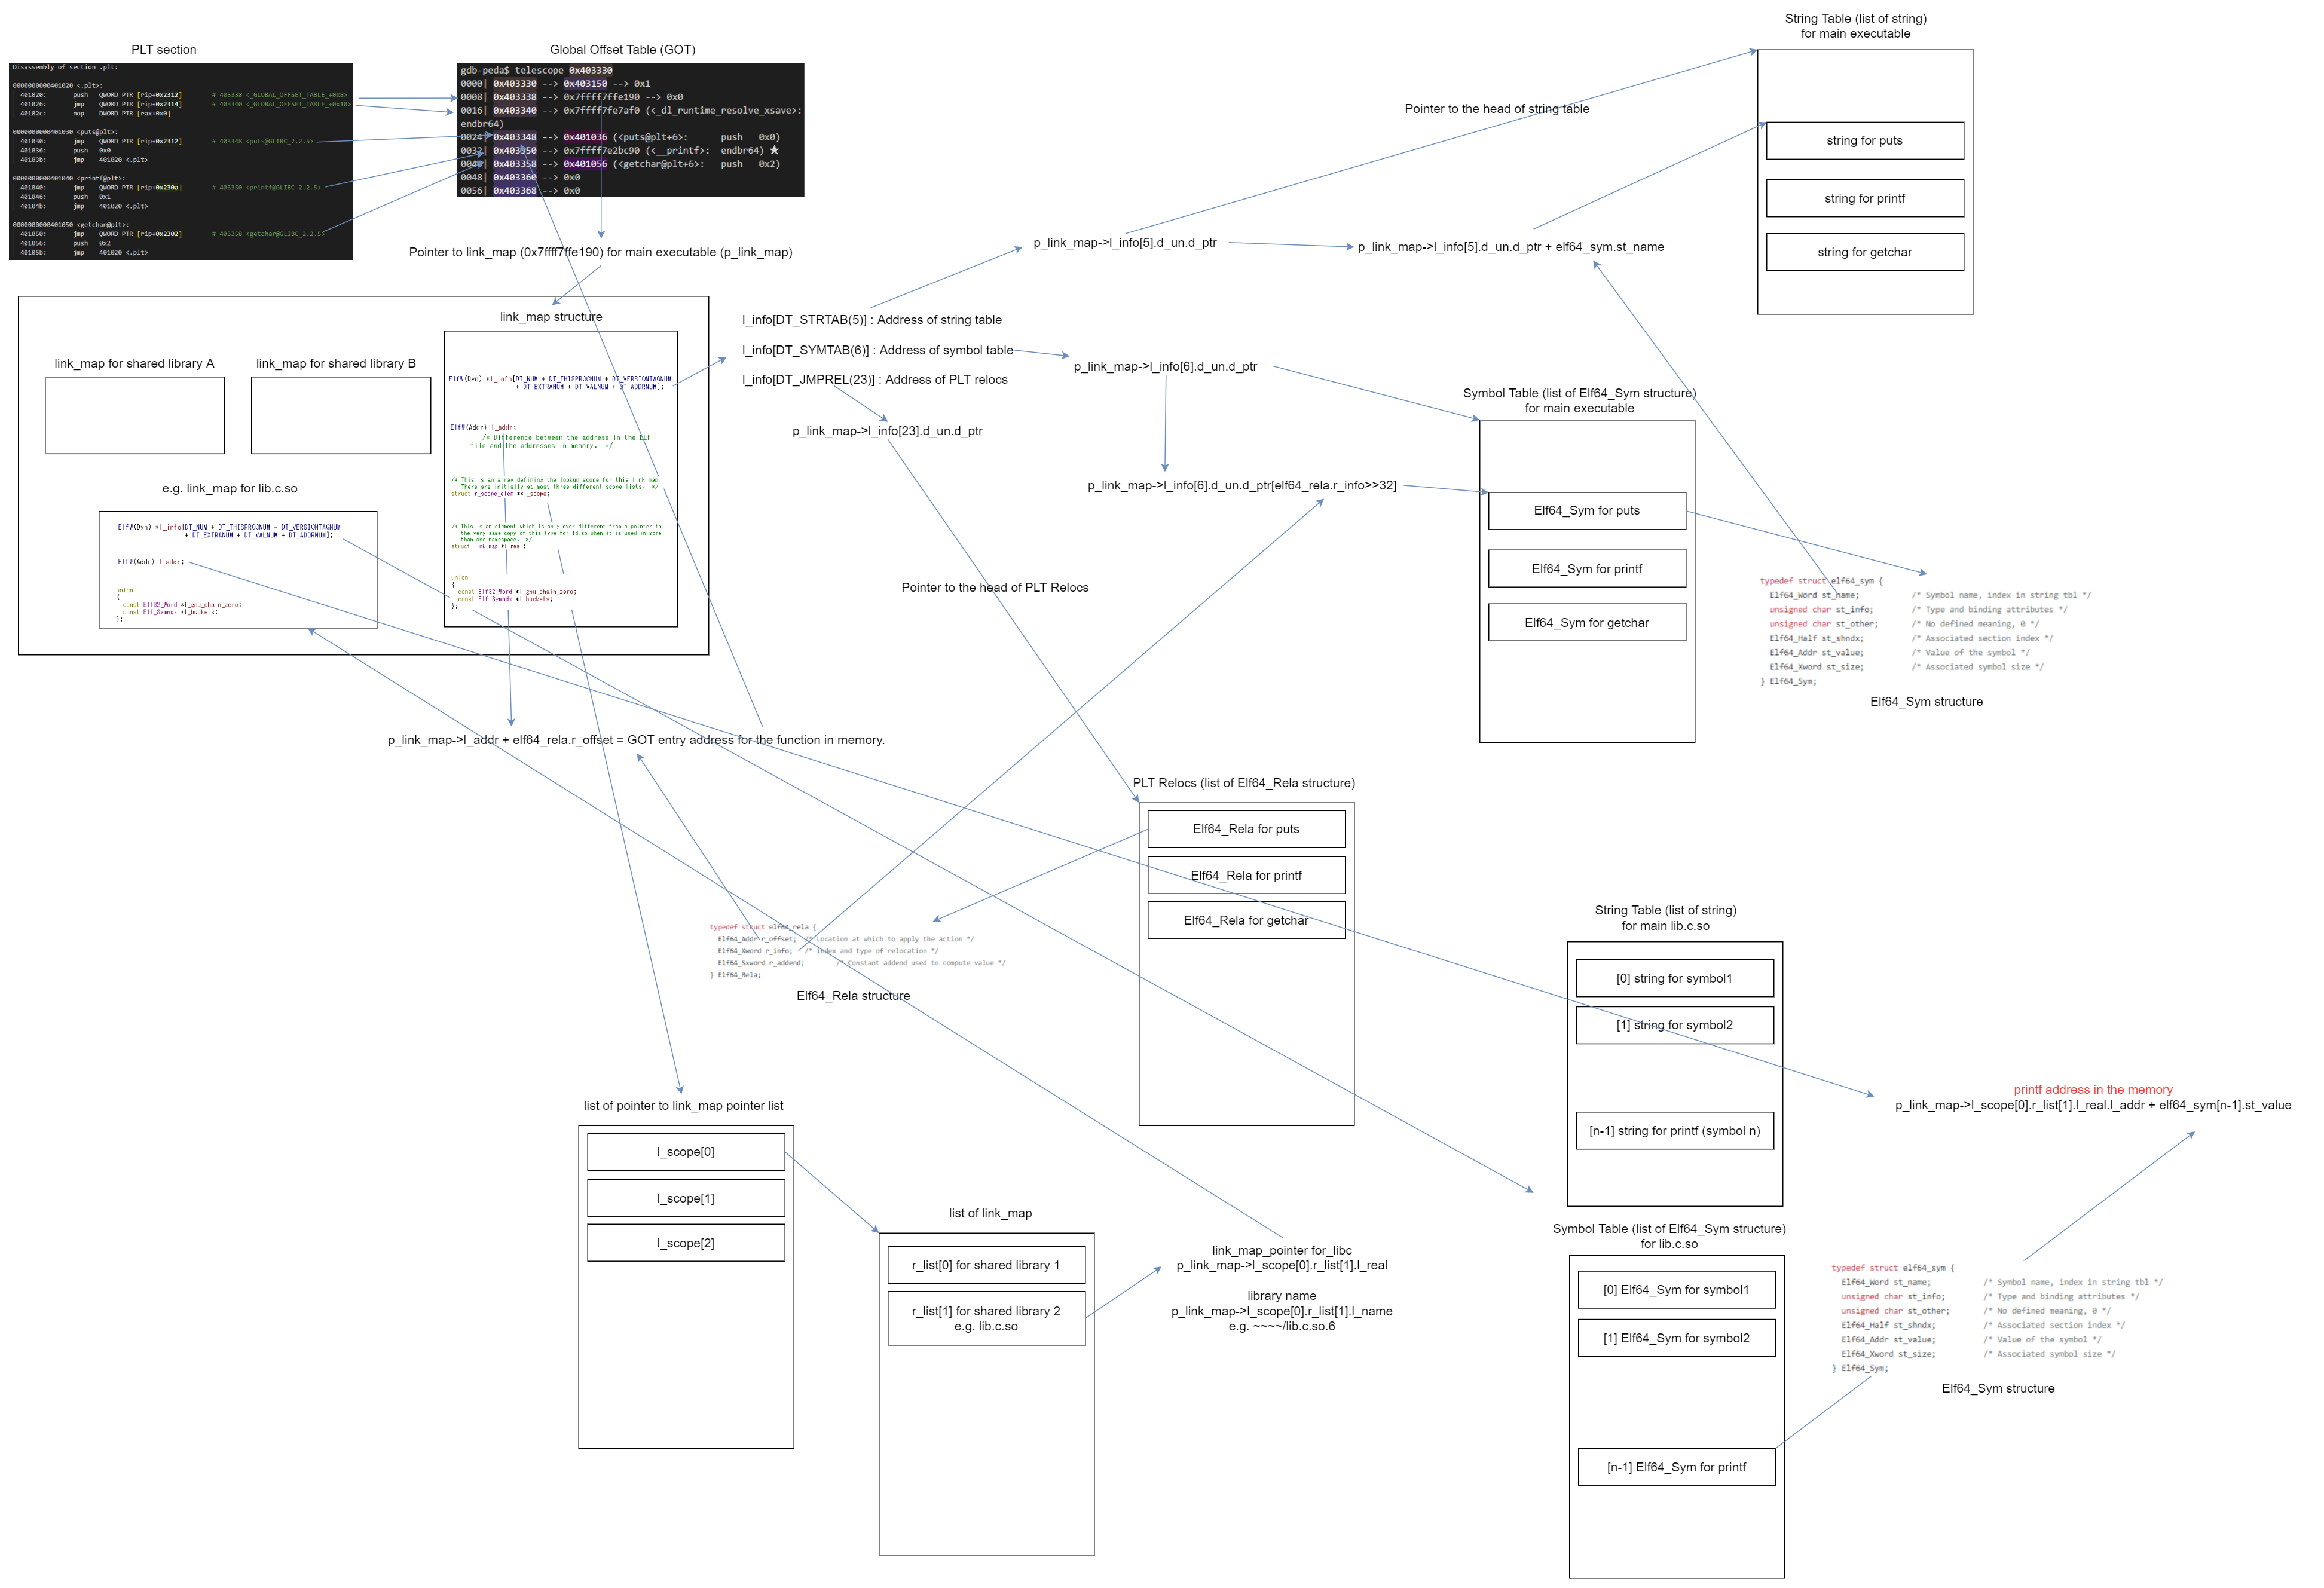 PLT section
Disassembly of section .plt:
0000000000401020 <.plt>:
401020: push QWORD PTR [rip+0x2312] # 403338 <_GLOBAL_OFFSET_TABLE_+0x8>
401026: jmp QWORD PTR [rip+0x2314] # 403340 <_GLOBAL_OFFSET_TABLE_+0x10>
40102c: nop DWORD PTR [rax+0x0]
0000000000401030 <puts@plt>:
401030: jmp QWORD PTR [rip+0x2312] # 403348 <puts@GLIBC_2.2.5>
401036: push 0x0
40103b: jmp 401020 <.plt>
0000000000401040 <printf@plt>:
401040: jmp QWORD PTR [rip+0x230a] # 403350 <printf@GLIBC_2.2.5>
401046: push 0x1
40104b: jmp 401020 <.plt>
0000000000401050 <getchar@plt>:
401050: jmp QWORD PTR [rip+0x2302] # 403358 <getchar@GLIBC_2.2.5>
401056: push 0x2
40105b: jmp 401020 <.plt>
Global Offset Table (GOT)
gdb-peda$ telescope 0x403330
0000| 0x403330 --> 0x403150 --> 0x1
0008| 0x403338 --> 0x7ffff7ffe190 --> 0x0
0016| 0x403340 --> 0x7ffff7fe7af0 (<_dl_runtime_resolve_xsave>:
endbr64)
0024| 0x403348 --> 0x401036 (<puts@plt+6>: push 0x0)
0032| 0x403350 --> 0x7ffff7e2bc90 (<__printf>: endbr64) ★
0040| 0x403358 --> 0x401056 (<getchar@plt+6>: push 0x2)
0048| 0x403360 --> 0x0
0056| 0x403368 --> 0x0
Pointer to link_map (0x7ffff7ffe190) for main executable (p_link_map)
link_map structure
link_map for shared library A
link_map for shared library B
e.g. link_map for lib.c.so
ElfW(Dyn) *l_info[DT_NUM + DT_THISPROCNUM + DT_VERSIONTAGNUM
+ DT_EXTRANUM + DT_VALNUM + DT_ADDRNUM];
ElfW(Addr) l_addr;
union
{
const Elf32_Word *l_gnu_chain_zero;
const Elf_Symndx *l_buckets;
};
ElfW(Dyn) *l_info[DT_NUM + DT_THISPROCNUM + DT_VERSIONTAGNUM
+ DT_EXTRANUM + DT_VALNUM + DT_ADDRNUM];
ElfW(Addr) l_addr;
/* Difference between the address in the ELF
file and the addresses in memory. */
/* This is an array defining the lookup scope for this link map.
There are initially at most three different scope lists. */
struct r_scope_elem **l_scope;
/* This is an element which is only ever different from a pointer to
the very same copy of this type for ld.so when it is used in more
than one namespace. */
struct link_map *l_real;
union
{
const Elf32_Word *l_gnu_chain_zero;
const Elf_Symndx *l_buckets;
};
l_info[DT_STRTAB(5)] : Address of string table
l_info[DT_SYMTAB(6)] : Address of symbol table
l_info[DT_JMPREL(23)] : Address of PLT relocs
p_link_map->l_info[5].d_un.d_ptr
p_link_map->l_info[5].d_un.d_ptr + elf64_sym.st_name
Pointer to the head of string table
String Table (list of string)
for main executable
string for puts
string for printf
string for getchar
p_link_map->l_info[6].d_un.d_ptr
p_link_map->l_info[23].d_un.d_ptr
p_link_map->l_info[6].d_un.d_ptr[elf64_rela.r_info>>32]
Symbol Table (list of Elf64_Sym structure)
for main executable
Elf64_Sym for puts
Elf64_Sym for printf
Elf64_Sym for getchar
typedef struct elf64_sym {
Elf64_Word st_name; /* Symbol name, index in string tbl */
unsigned char st_info; /* Type and binding attributes */
unsigned char st_other; /* No defined meaning, 0 */
Elf64_Half st_shndx; /* Associated section index */
Elf64_Addr st_value; /* Value of the symbol */
Elf64_Xword st_size; /* Associated symbol size */
} Elf64_Sym;
Elf64_Sym structure
Pointer to the head of PLT Relocs
p_link_map->l_addr + elf64_rela.r_offset = GOT entry address for the function in memory.
PLT Relocs (list of Elf64_Rela structure)
Elf64_Rela for puts
Elf64_Rela for printf
Elf64_Rela for getchar
typedef struct elf64_rela {
Elf64_Addr r_offset; /* Location at which to apply the action */
Elf64_Xword r_info; /* index and type of relocation */
Elf64_Sxword r_addend; /* Constant addend used to compute value */
} Elf64_Rela;
Elf64_Rela structure
String Table (list of string)
for main lib.c.so
[0] string for symbol1
[1] string for symbol2
[n-1] string for printf (symbol n)
printf address in the memory
p_link_map->l_scope[0].r_list[1].l_real.l_addr + elf64_sym[n-1].st_value
list of pointer to link_map pointer list
l_scope[0]
l_scope[1]
l_scope[2]
list of link_map
r_list[0] for shared library 1
r_list[1] for shared library 2
e.g. lib.c.so
link_map_pointer for_libc
p_link_map->l_scope[0].r_list[1].l_real
library name
p_link_map->l_scope[0].r_list[1].l_name
e.g. ~~~~/lib.c.so.6
Symbol Table (list of Elf64_Sym structure)
for lib.c.so
[0] Elf64_Sym for symbol1
[1] Elf64_Sym for symbol2
[n-1] Elf64_Sym for printf
typedef struct elf64_sym {
Elf64_Word st_name; /* Symbol name, index in string tbl */
unsigned char st_info; /* Type and binding attributes */
unsigned char st_other; /* No defined meaning, 0 */
Elf64_Half st_shndx; /* Associated section index */
Elf64_Addr st_value; /* Value of the symbol */
Elf64_Xword st_size; /* Associated symbol size */
} Elf64_Sym;
Elf64_Sym structure